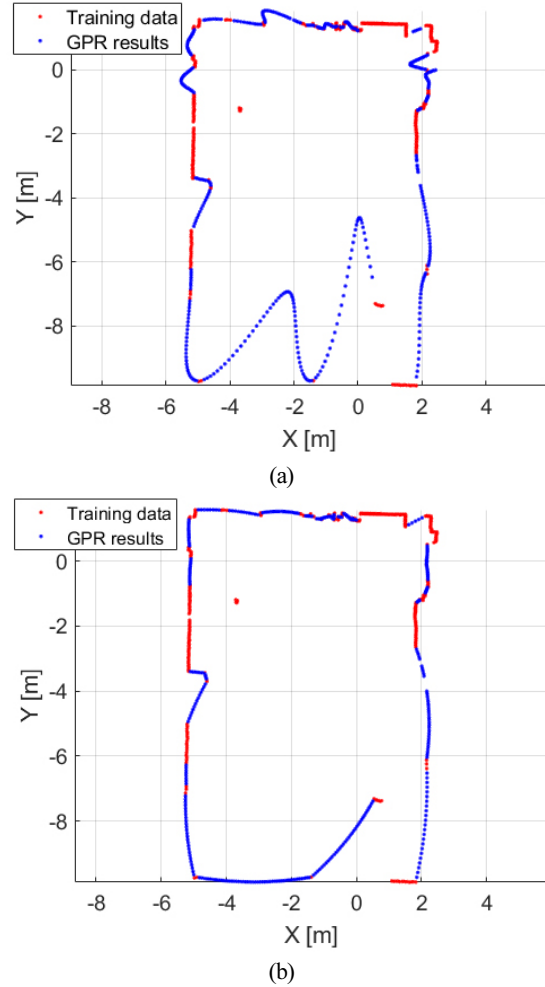 Training data
GPR results
0
-2
-4
-6
-8
Y [m]
-8 -6 -4 -2 0 2 4
X [m]
(a)
Training data
GPR results
0
-2
-4
-6
-8
Y [m]
-8 -6 -4 -2 0 2 4
X [m]
(b)